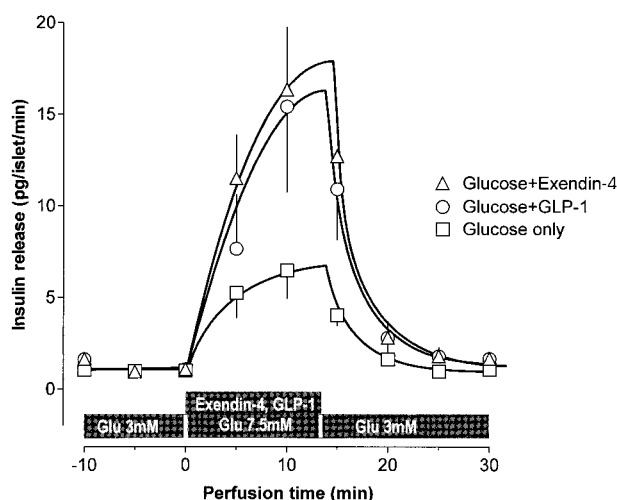 20
15
10
5
0
Insulin release (pg/islet/min)
Glucose+Exendin-4
Glucose+GLP-1
Glucose only
Exendin-4, GLP-1
Glu 3mM
Glu 7.5mM
Glu 3mM
-10 0 10 20 30
Perfusion time (min)